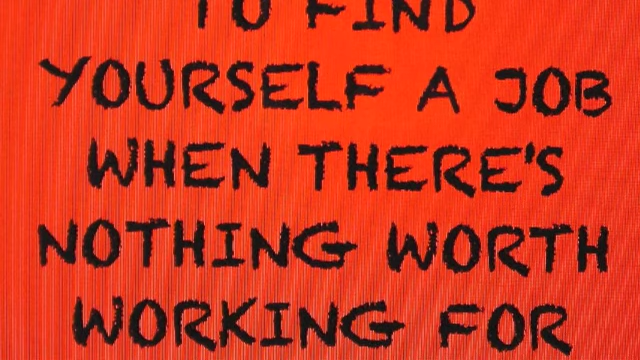 TO FIND
YOURSELF A JOB
WHEN THERE'S
NOTHING WORTH
WORKING FOR